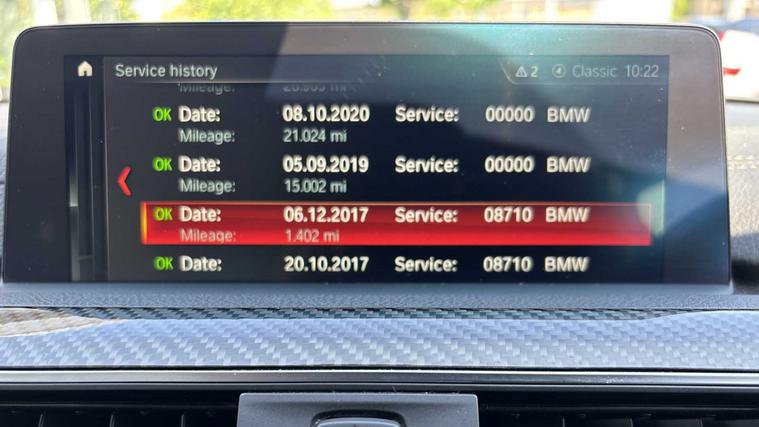 Service history 2 Classic 10:22
Mileage:
OK Date: 08.10.2020 Service: 00000 BMW
Mileage: 21.024 mi
OK Date: 05.09.2019 Service: 00000 BMW
Mileage: 15.002 mi
OK Date: 06.12.2017 Service: 08710 BMW
Mileage: 1.402 mi
OK Date: 20.10.2017 Service: 08710 BMW